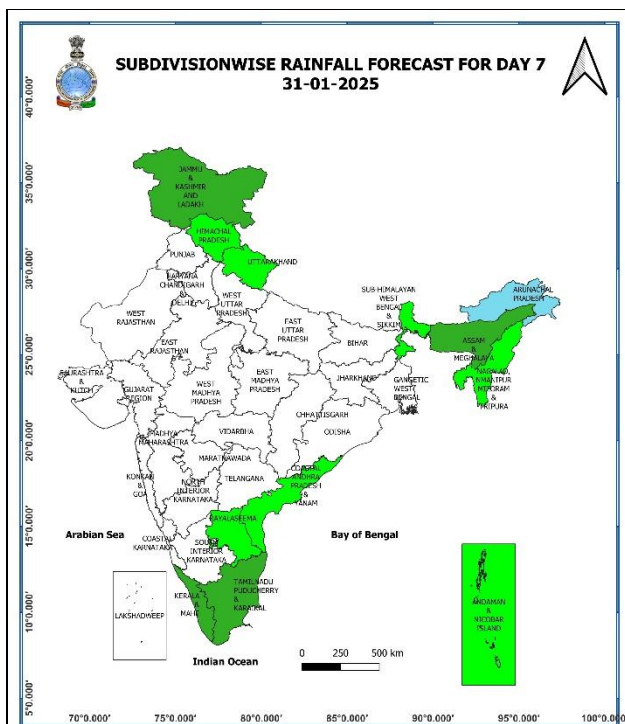 SUBDIVISIONWISE RAINFALL FORECAST FOR DAY 7
31-01-2025
40°0.000'
35°0.000'
30°0.000'
25°0.000'
20°0.000'
15°0.000'
10°0.000'
5°0.000'
JAMMU
&
KASHMIR
AND
LADAKH
HIMACHAL
PRADESH
PUNJAB
UTTARAKHAND
HARYANA
CHANDIGARH
&
DELHI
WEST
UTTAR
PRADESH
WEST
RAJASTHAN
EAST
RAJASTHAN
EAST
UTTAR
PRADESH
SUB-HIMALAYAN
WEST
BENGAL
&
SIKKIM
ARUNACHAL
PRADESH
ASSAM
&
MEGHALAYA
NAGALAND,
MANIPUR
MIZORAM
&
TRIPURA
BIHAR
SAURASHTRA
&
KUTCH
GUJARAT
REGION
WEST
MADHYA
PRADESH
EAST
MADHYA
PRADESH
JHARKHAND
GANGETIC
WEST
BENGAL
CHHATTISGARH
ODISHA
MADHYA
MAHARASHTRA
VIDARBHA
MARATWADA
KONKAN
&
GOA
NORTH
INTERIOR
KARNATAKA
TELANGANA
COASTAL
ANDHRA
PRADESH
&
YANAM
RAYALASEEMA
Arabian Sea
Bay of Bengal
COASTAL
KARNATAKA
SOUTH
INTERIOR
KARNATAKA
LAKSHADWEEP
KERALA
&
MAHE
TAMILNADU
PUDUCHERRY
&
KARAIKAL
ANDAMAN
&
NICOBAR
ISLAND
Indian Ocean
0 250 500 km
70°0.000' 75°0.000' 80°0.000' 85°0.000' 90°0.000' 95°0.000' 100°0.0